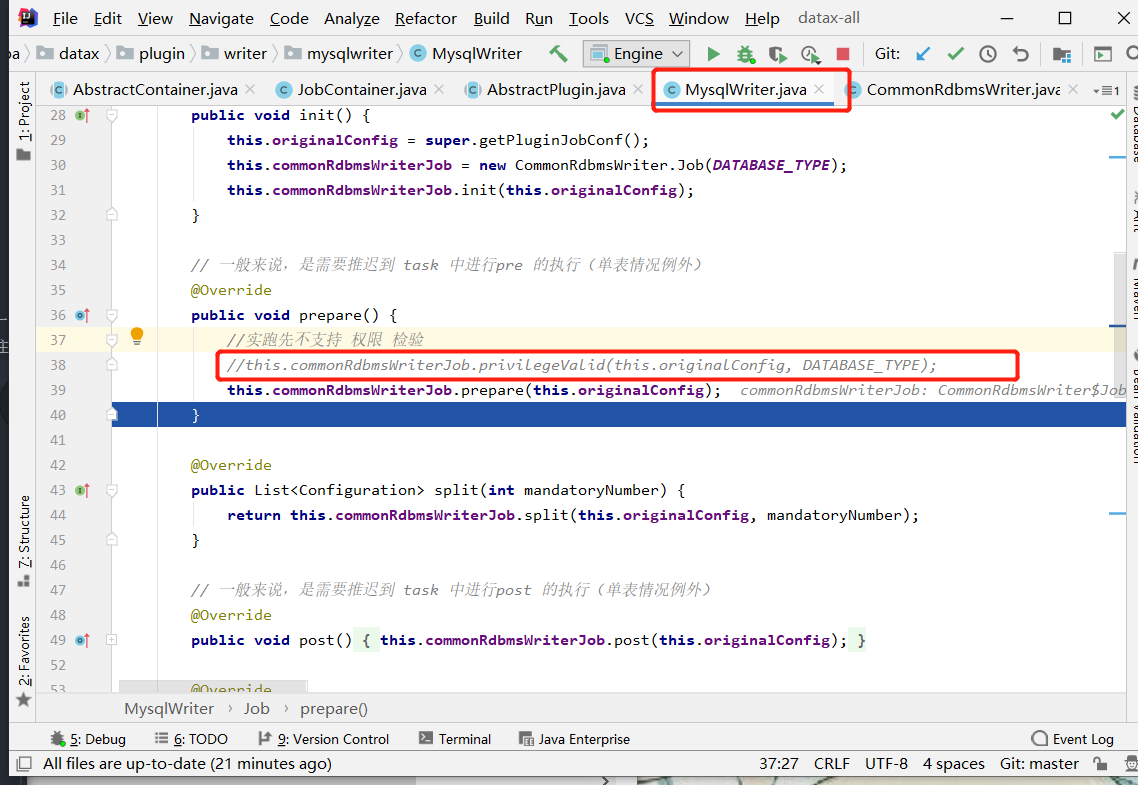 File Edit View Navigate Code Analyze Refactor Build Run Tools VCS Window Help datax-all
datax plugin writer mysqlwriter MysqlWriter Engine Git:
AbstractContainer.java JobContainer.java AbstractPlugin.java MysqlWriter.java CommonRdbmsWriter.java 1
1: Project
7: Structure
2: Favorites
28 public void init() {
29 this.originalConfig = super.getPluginJobConf();
30 this.commonRdbmsWriterJob = new CommonRdbmsWriter.Job(DATABASE_TYPE);
31 this.commonRdbmsWriterJob.init(this.originalConfig);
32 }
33
34 // 一般来说，是需要推迟到 task 中进行pre 的执行（单表情况例外）
35 @Override
36 public void prepare() {
37 //实跑先不支持 权限 检验
38 //this.commonRdbmsWriterJob.privilegeValid(this.originalConfig, DATABASE_TYPE);
39 this.commonRdbmsWriterJob.prepare(this.originalConfig); commonRdbmsWriterJob: CommonRdbmsWriter$Job
40 }
41
42 @Override
43 public List<Configuration> split(int mandatoryNumber) {
44 return this.commonRdbmsWriterJob.split(this.originalConfig, mandatoryNumber);
45 }
46
47 // 一般来说，是需要推迟到 task 中进行post 的执行（单表情况例外）
48 @Override
49 public void post() { this.commonRdbmsWriterJob.post(this.originalConfig); }
52
53 @Override
MysqlWriter › Job › prepare()
5: Debug 6: TODO 9: Version Control Terminal Java Enterprise Event Log
All files are up-to-date (21 minutes ago) 37:27 CRLF UTF-8 4 spaces Git: master